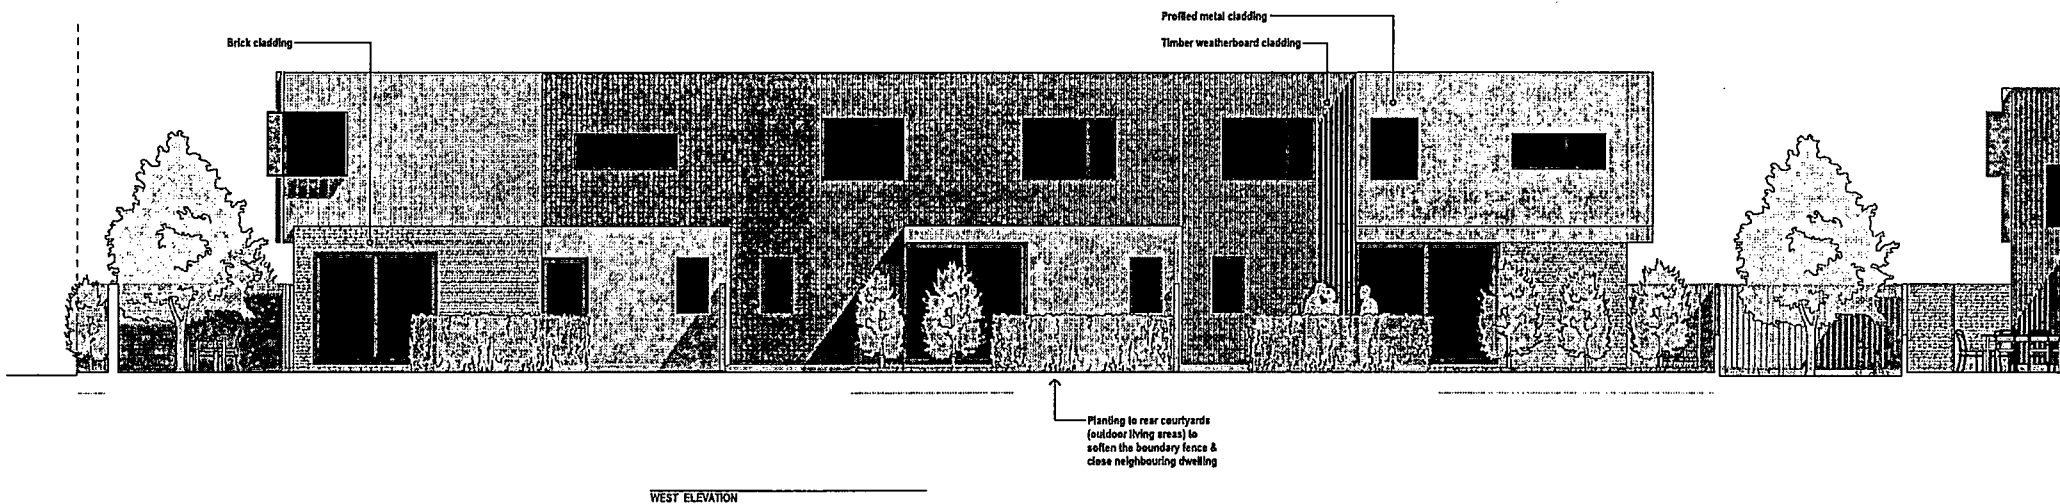 Profiled metal cladding
Brick cladding
Timber weatherboard cladding
Planting to rear courtyards
(outdoor living areas) to
soften the boundary fence &
close neighbouring dwelling
WEST ELEVATION